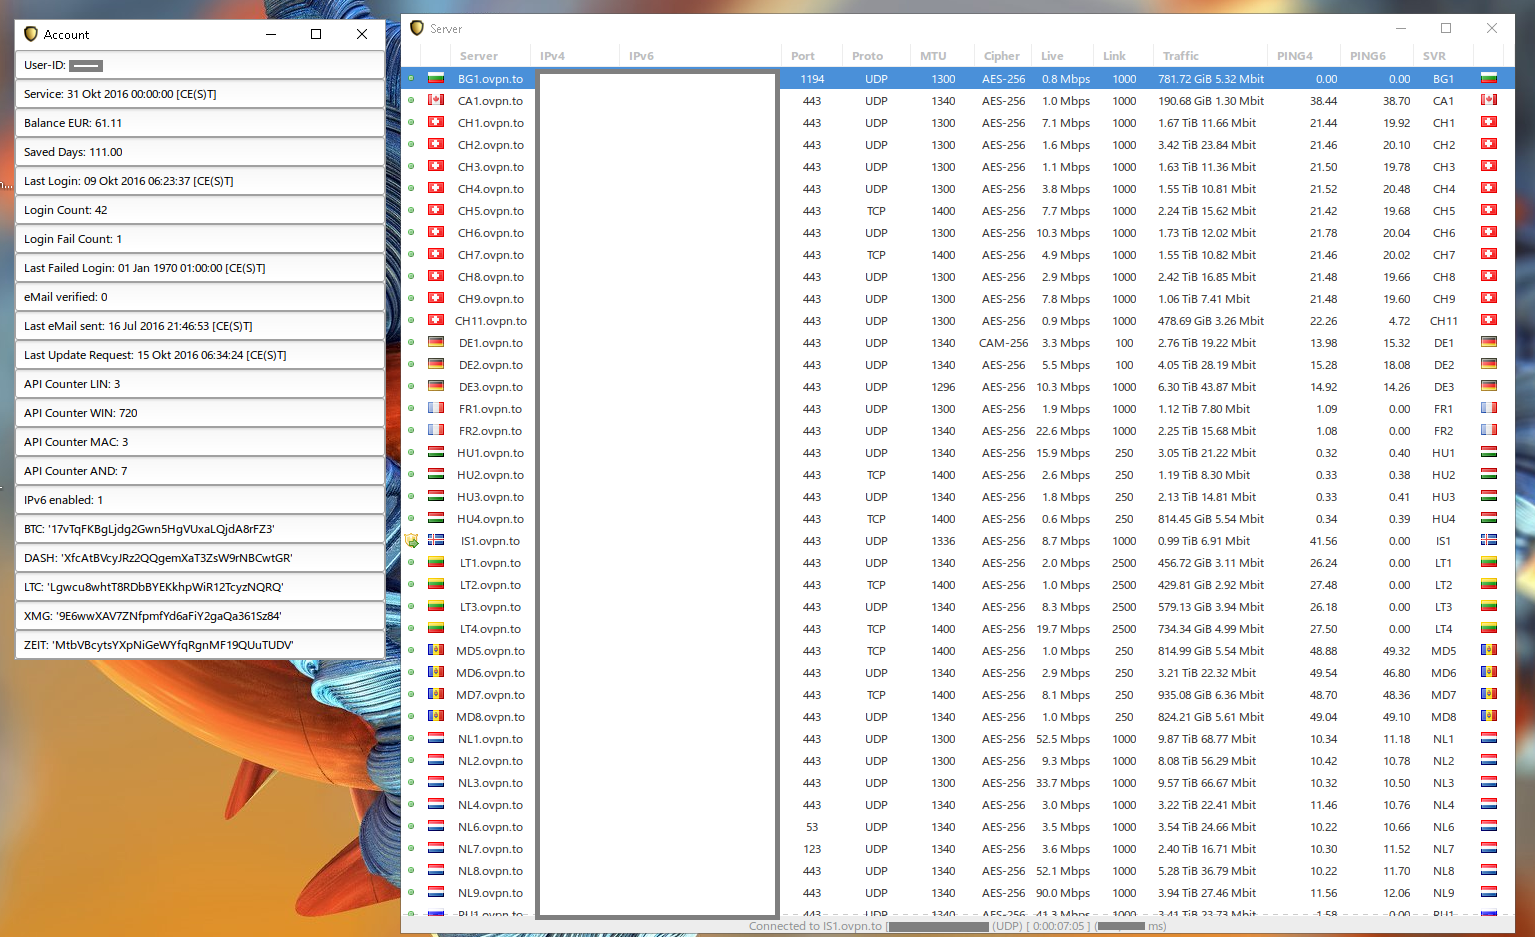 Account
User-ID:
Service: 31 Okt 2016 00:00:00 [CE(S)T]
Balance EUR: 61.11
Saved Days: 111.00
Last Login: 09 Okt 2016 06:23:37 [CE(S)T]
Login Count: 42
Login Fail Count: 1
Last Failed Login: 01 Jan 1970 01:00:00 [CE(S)T]
eMail verified: 0
Last eMail sent: 16 Jul 2016 21:46:53 [CE(S)T]
Last Update Request: 15 Okt 2016 06:34:24 [CE(S)T]
API Counter LIN: 3
API Counter WIN: 720
API Counter MAC: 3
API Counter AND: 7
IPv6 enabled: 1
BTC: '17vTqFKBgLjdg2Gwn5HgVUxaLQjdA8rFZ3'
DASH: 'XfcAtBVcyJRz2QQgemXaT3ZsW9rNBCwtGR'
LTC: 'Lgwcu8whtT8RDbBYEKkhpWiR12TcyzNQRQ'
XMG: '9E6wwXAV7ZNfpmfYd6aFiY2gaQa361Sz84'
ZEIT: 'MtbVBcytsYXpNiGeWYfqRgnMF19QUuTUDV'
Server
Server IPv4 IPv6 Port Proto MTU Cipher Live Link Traffic PING4 PING6 SVR
BG1.ovpn.to 1194 UDP 1300 AES-256 0.8 Mbps 1000 781.72 GiB 5.32 Mbit 0.00 0.00 BG1
CA1.ovpn.to 443 UDP 1340 AES-256 1.0 Mbps 1000 190.68 GiB 1.30 Mbit 38.44 38.70 CA1
CH1.ovpn.to 443 UDP 1300 AES-256 7.1 Mbps 1000 1.67 TiB 11.66 Mbit 21.44 19.92 CH1
CH2.ovpn.to 443 UDP 1300 AES-256 1.6 Mbps 1000 3.42 TiB 23.84 Mbit 21.46 20.10 CH2
CH3.ovpn.to 443 UDP 1300 AES-256 1.1 Mbps 1000 1.63 TiB 11.36 Mbit 21.50 19.78 CH3
CH4.ovpn.to 443 UDP 1300 AES-256 3.8 Mbps 1000 1.55 TiB 10.81 Mbit 21.52 20.48 CH4
CH5.ovpn.to 443 TCP 1400 AES-256 7.7 Mbps 1000 2.24 TiB 15.62 Mbit 21.42 19.68 CH5
CH6.ovpn.to 443 UDP 1300 AES-256 10.3 Mbps 1000 1.73 TiB 12.02 Mbit 21.78 20.04 CH6
CH7.ovpn.to 443 TCP 1400 AES-256 4.9 Mbps 1000 1.55 TiB 10.82 Mbit 21.46 20.02 CH7
CH8.ovpn.to 443 UDP 1300 AES-256 2.9 Mbps 1000 2.42 TiB 16.85 Mbit 21.48 19.66 CH8
CH9.ovpn.to 443 UDP 1300 AES-256 7.8 Mbps 1000 1.06 TiB 7.41 Mbit 21.48 19.60 CH9
CH11.ovpn.to 443 UDP 1300 AES-256 0.9 Mbps 1000 478.69 GiB 3.26 Mbit 22.26 4.72 CH11
DE1.ovpn.to 443 UDP 1340 CAM-256 3.3 Mbps 100 2.76 TiB 19.22 Mbit 13.98 15.32 DE1
DE2.ovpn.to 443 UDP 1340 AES-256 5.5 Mbps 100 4.05 TiB 28.19 Mbit 15.28 18.08 DE2
DE3.ovpn.to 443 UDP 1296 AES-256 10.3 Mbps 1000 6.30 TiB 43.87 Mbit 14.92 14.26 DE3
FR1.ovpn.to 443 UDP 1300 AES-256 1.9 Mbps 1000 1.12 TiB 7.80 Mbit 1.09 0.00 FR1
FR2.ovpn.to 443 UDP 1340 AES-256 22.6 Mbps 1000 2.25 TiB 15.68 Mbit 1.08 0.00 FR2
HU1.ovpn.to 443 UDP 1340 AES-256 15.9 Mbps 250 3.05 TiB 21.22 Mbit 0.32 0.40 HU1
HU2.ovpn.to 443 TCP 1400 AES-256 2.6 Mbps 250 1.19 TiB 8.30 Mbit 0.33 0.38 HU2
HU3.ovpn.to 443 UDP 1340 AES-256 1.8 Mbps 250 2.13 TiB 14.81 Mbit 0.33 0.41 HU3
HU4.ovpn.to 443 TCP 1400 AES-256 0.6 Mbps 250 814.45 GiB 5.54 Mbit 0.34 0.39 HU4
IS1.ovpn.to 443 UDP 1336 AES-256 8.7 Mbps 1000 0.99 TiB 6.91 Mbit 41.56 0.00 IS1
LT1.ovpn.to 443 UDP 1340 AES-256 2.0 Mbps 2500 456.72 GiB 3.11 Mbit 26.24 0.00 LT1
LT2.ovpn.to 443 TCP 1400 AES-256 1.0 Mbps 2500 429.81 GiB 2.92 Mbit 27.48 0.00 LT2
LT3.ovpn.to 443 UDP 1340 AES-256 8.3 Mbps 2500 579.13 GiB 3.94 Mbit 26.18 0.00 LT3
LT4.ovpn.to 443 TCP 1400 AES-256 19.7 Mbps 2500 734.34 GiB 4.99 Mbit 27.50 0.00 LT4
MD5.ovpn.to 443 TCP 1400 AES-256 1.0 Mbps 250 814.99 GiB 5.54 Mbit 48.88 49.32 MD5
MD6.ovpn.to 443 UDP 1340 AES-256 2.9 Mbps 250 3.21 TiB 22.32 Mbit 49.54 46.80 MD6
MD7.ovpn.to 443 TCP 1400 AES-256 8.1 Mbps 250 935.08 GiB 6.36 Mbit 48.70 48.36 MD7
MD8.ovpn.to 443 UDP 1340 AES-256 1.0 Mbps 250 824.21 GiB 5.61 Mbit 49.04 49.10 MD8
NL1.ovpn.to 443 UDP 1300 AES-256 52.5 Mbps 1000 9.87 TiB 68.77 Mbit 10.34 11.18 NL1
NL2.ovpn.to 443 UDP 1300 AES-256 9.3 Mbps 1000 8.08 TiB 56.29 Mbit 10.42 10.78 NL2
NL3.ovpn.to 443 UDP 1300 AES-256 33.7 Mbps 1000 9.57 TiB 66.67 Mbit 10.32 10.50 NL3
NL4.ovpn.to 443 UDP 1340 AES-256 3.0 Mbps 1000 3.22 TiB 22.41 Mbit 11.46 10.76 NL4
NL6.ovpn.to 53 UDP 1340 AES-256 3.5 Mbps 1000 3.54 TiB 24.66 Mbit 10.22 10.66 NL6
NL7.ovpn.to 123 UDP 1340 AES-256 3.6 Mbps 1000 2.40 TiB 16.71 Mbit 10.30 11.52 NL7
NL8.ovpn.to 443 UDP 1340 AES-256 52.1 Mbps 1000 5.28 TiB 36.79 Mbit 10.22 11.70 NL8
NL9.ovpn.to 443 UDP 1340 AES-256 90.0 Mbps 1000 3.94 TiB 27.46 Mbit 11.56 12.06 NL9
443 UDP 1340 AES-256 41.3 Mbps 1000 3.41 TiB 23.73 Mbit 1.58 0.00
Connected to IS1.ovpn.to [ (UDP) [ 0:00:07:05 ] ( ms)